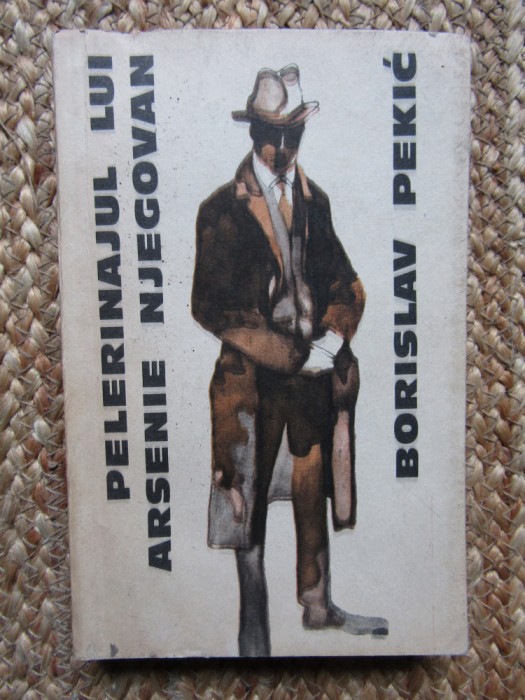 PELERINAJUL LUI
ARSENIE NJEGOVAN
BORISLAV PEKIĆ